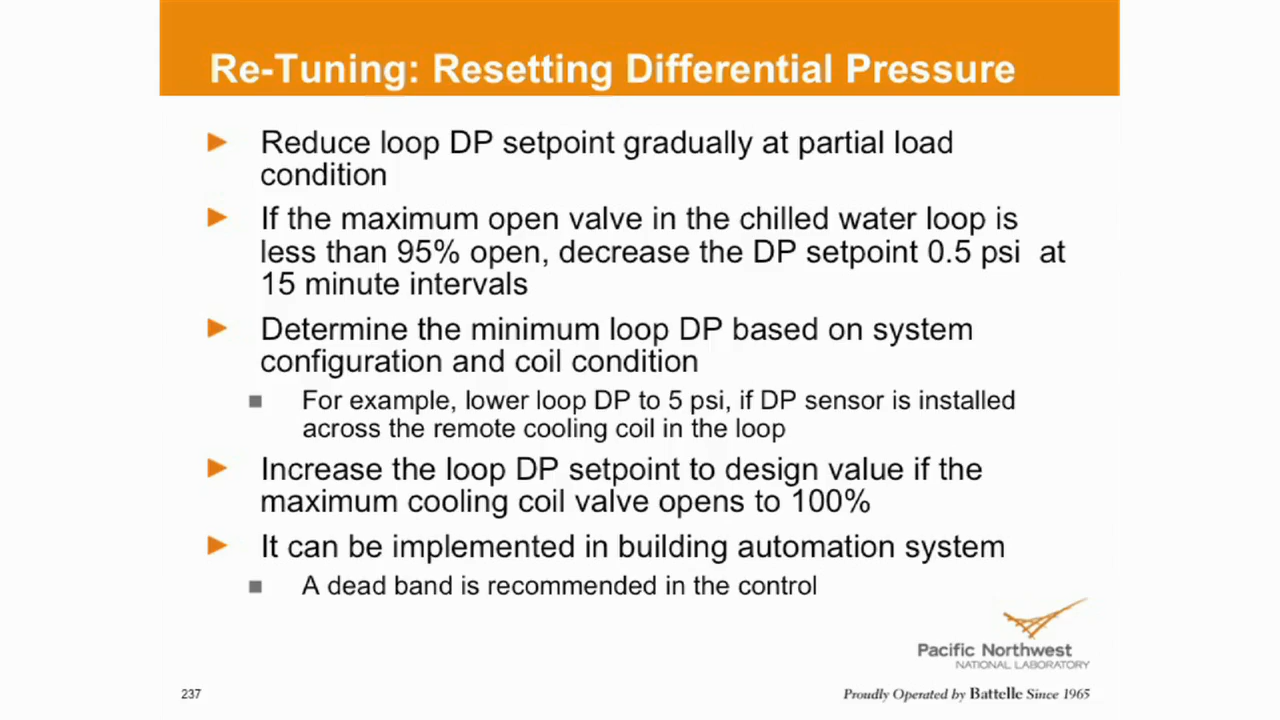 Re-Tuning: Resetting Differential Pressure
Reduce loop DP setpoint gradually at partial load
condition
If the maximum open valve in the chilled water loop is
less than 95% open, decrease the DP setpoint 0.5 psi at
15 minute intervals
Determine the minimum loop DP based on system
configuration and coil condition
For example, lower loop DP to 5 psi, if DP sensor is installed
across the remote cooling coil in the loop
Increase the loop DP setpoint to design value if the
maximum cooling coil valve opens to 100%
It can be implemented in building automation system
A dead band is recommended in the control
Pacific Northwest
NATIONAL LABORATORY
237
Proudly Operated by Battelle Since 1965